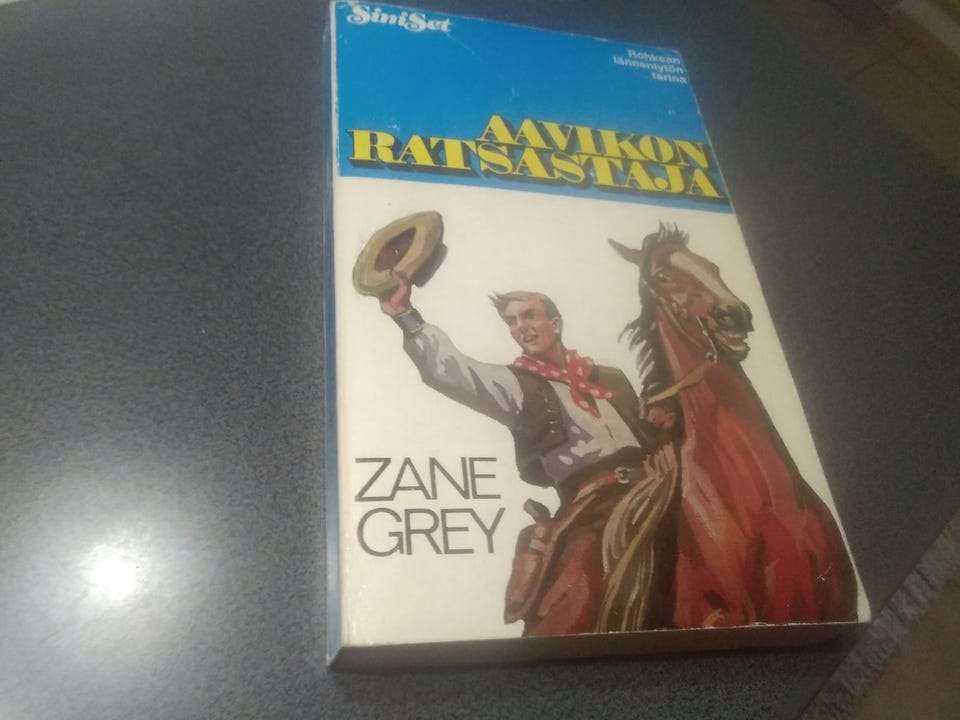 SiniSet
Rohkean
lännentytön
tarina
AAVIKON
RATSASTAJA
ZANE
GREY